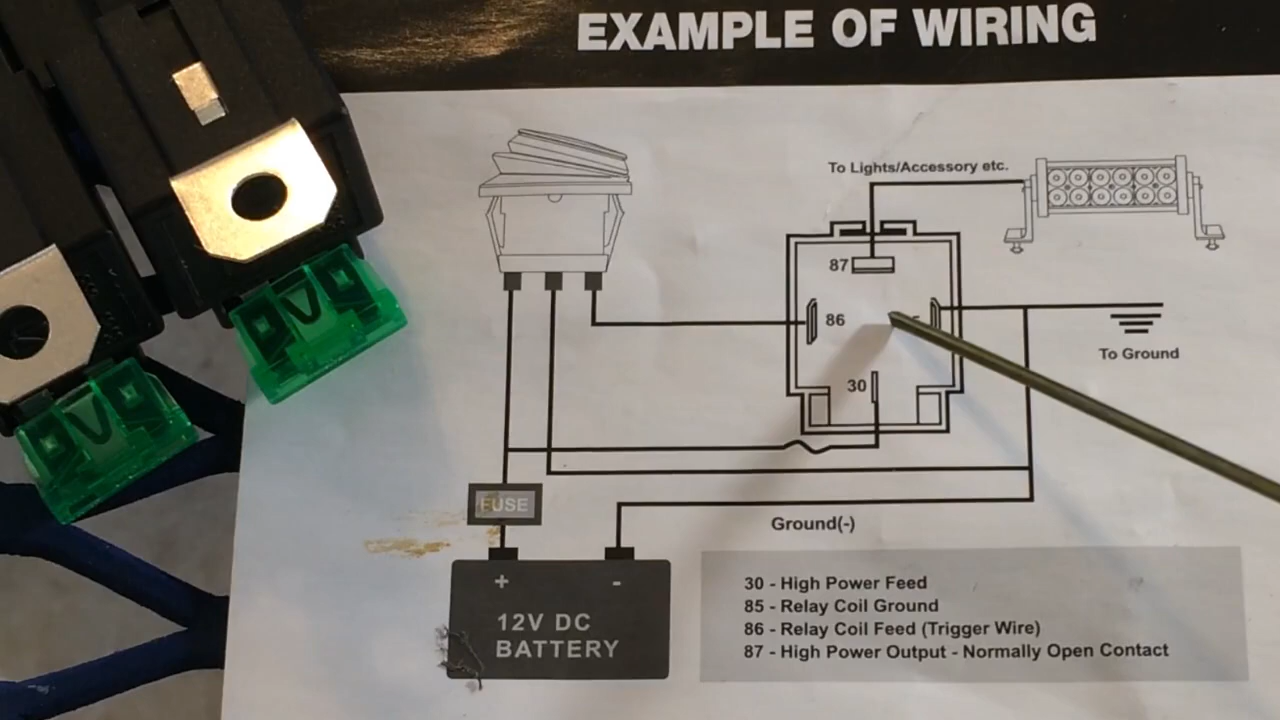 EXAMPLE OF WIRING
To Lights/Accessory etc.
87
86
30
To Ground
FUSE
Ground(-)
+ -
12V DC
BATTERY
30 - High Power Feed
85 - Relay Coil Ground
86 - Relay Coil Feed (Trigger Wire)
87 - High Power Output - Normally Open Contact